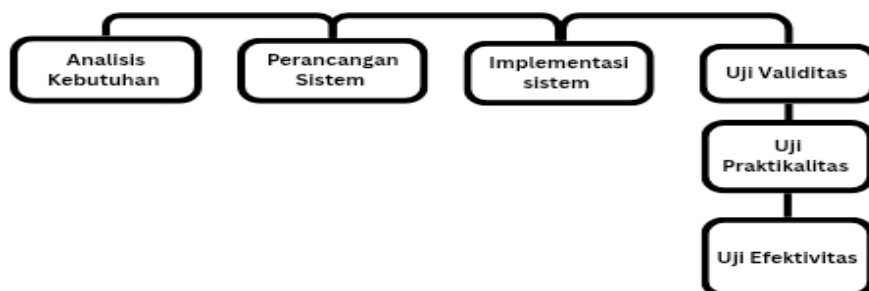 Analisis
Kebutuhan
Perancangan
Sistem
Implementasi
sistem
Uji Validitas
Uji
Praktikalitas
Uji Efektivitas